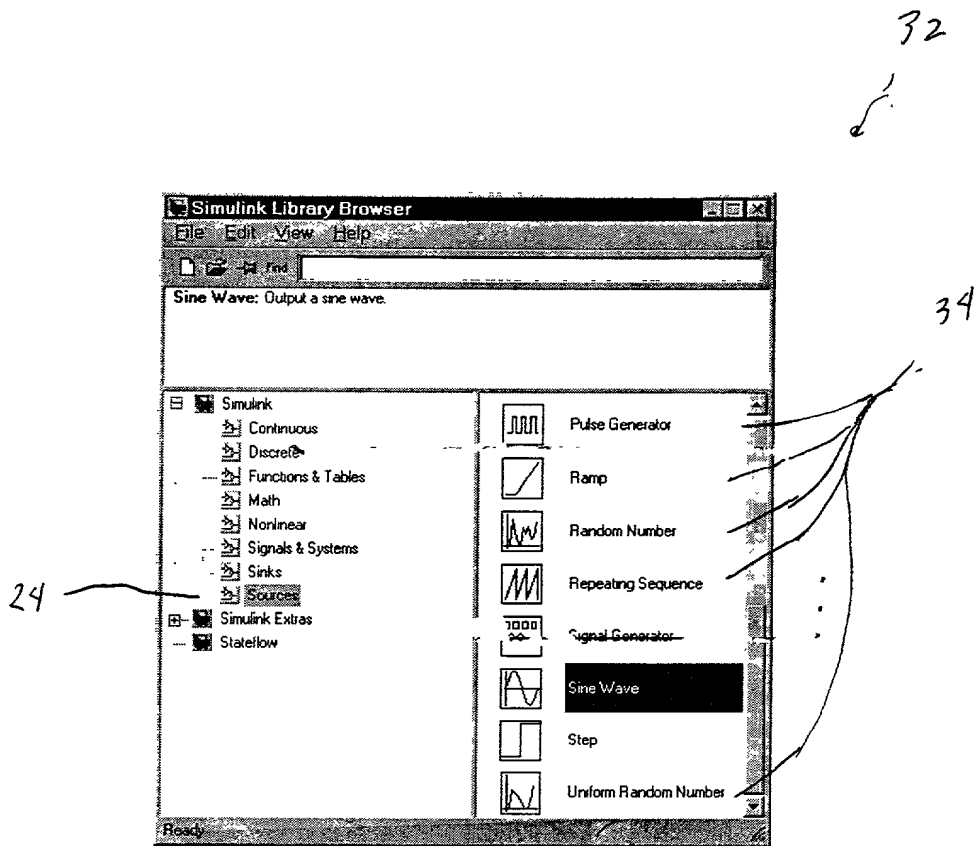 32
Simulink Library Browser
File Edit View Help
Find
Sine Wave: Output a sine wave.
34
Simulink
Continuous
Discrete
Functions & Tables
Math
Nonlinear
Signals & Systems
Sinks
24
Sources
Simulink Extras
Stateflow
Pulse Generator
Ramp
Random Number
Repeating Sequence
Signal Generator
Sine Wave
Step
Uniform Random Number
Ready